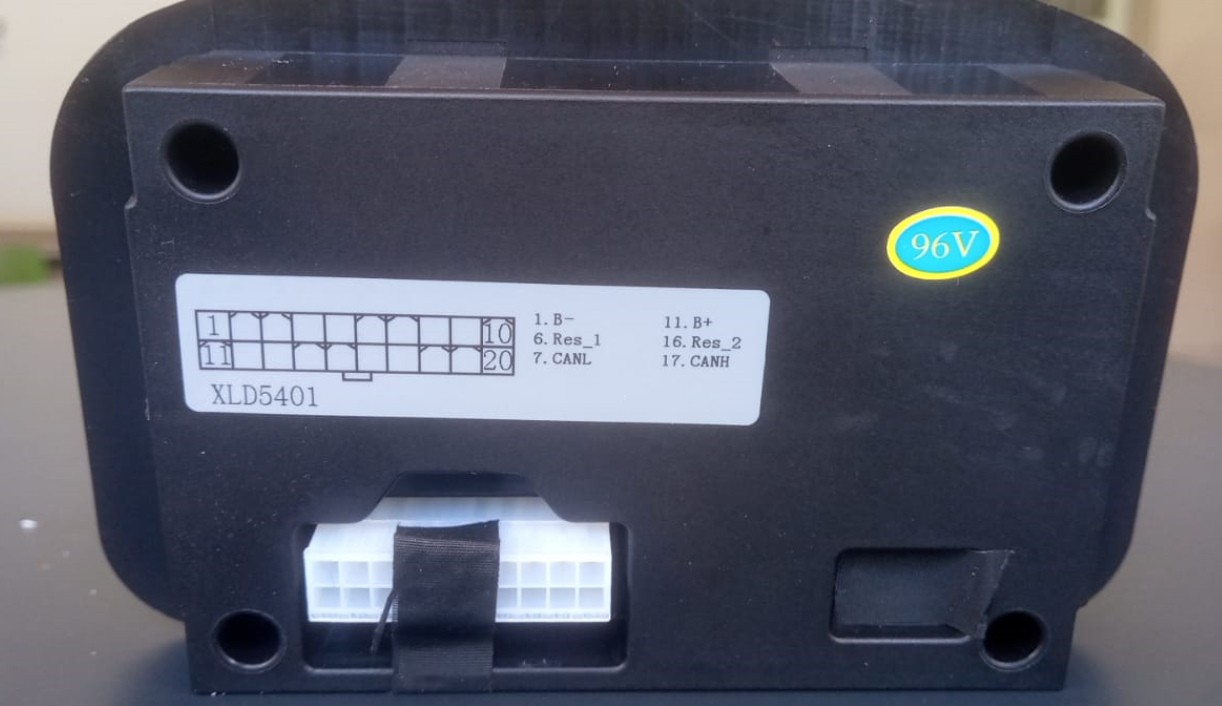 96V
1 10
11 20
XLD5401
1. B- 11. B+
6. Res_1 16. Res_2
7. CANL 17. CANH